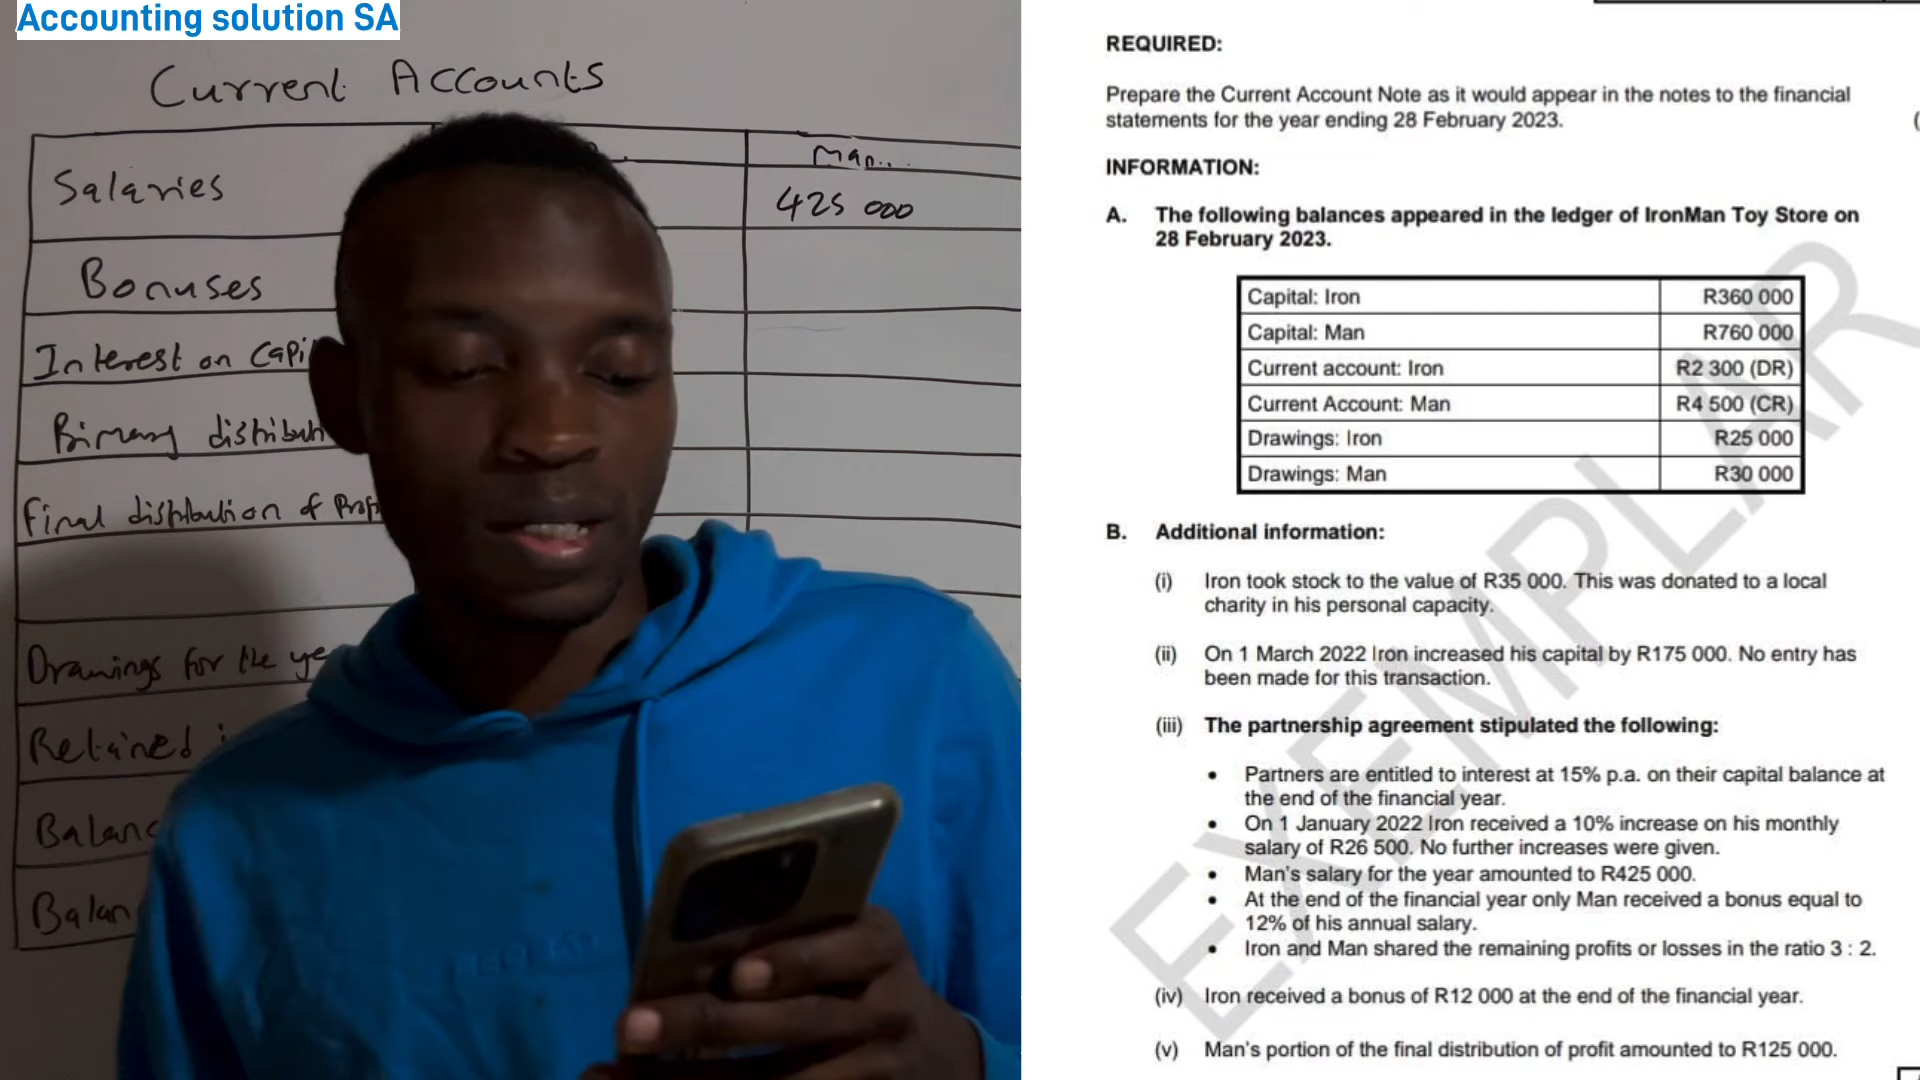 Accounting solution SA
Current Accounts
Man..
Salaries
425 000
Bonuses
Interest on Capi
Primary distributi
Final distribution of Prof
Drawings for the ye
Retained i
Balanc
Balan
REQUIRED:
Prepare the Current Account Note as it would appear in the notes to the financial
statements for the year ending 28 February 2023.
(
INFORMATION:
A. The following balances appeared in the ledger of IronMan Toy Store on
28 February 2023.
Capital: Iron R360 000
Capital: Man R760 000
Current account: Iron R2 300 (DR)
Current Account: Man R4 500 (CR)
Drawings: Iron R25 000
Drawings: Man R30 000
B. Additional information:
(i) Iron took stock to the value of R35 000. This was donated to a local
charity in his personal capacity.
(ii) On 1 March 2022 Iron increased his capital by R175 000. No entry has
been made for this transaction.
(iii) The partnership agreement stipulated the following:
• Partners are entitled to interest at 15% p.a. on their capital balance at
the end of the financial year.
• On 1 January 2022 Iron received a 10% increase on his monthly
salary of R26 500. No further increases were given.
• Man's salary for the year amounted to R425 000.
• At the end of the financial year only Man received a bonus equal to
12% of his annual salary.
• Iron and Man shared the remaining profits or losses in the ratio 3 : 2.
(iv) Iron received a bonus of R12 000 at the end of the financial year.
(v) Man's portion of the final distribution of profit amounted to R125 000.
EXEMPLAR